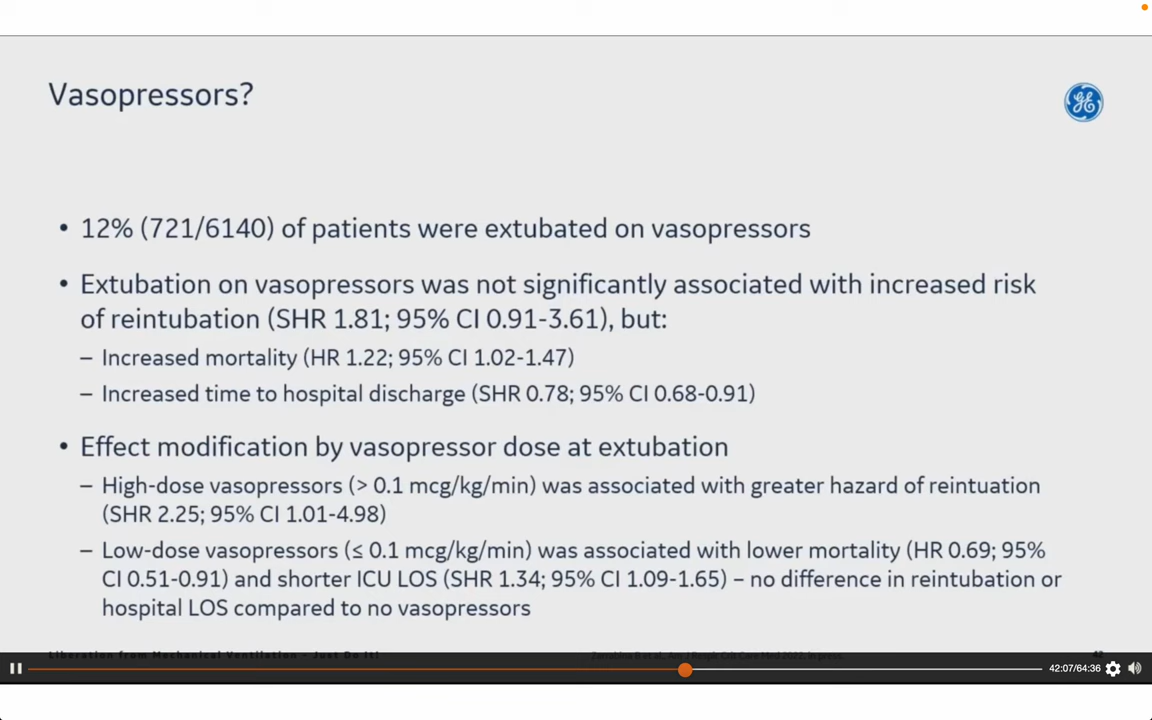 Vasopressors?
• 12% (721/6140) of patients were extubated on vasopressors
• Extubation on vasopressors was not significantly associated with increased risk
of reintubation (SHR 1.81; 95% CI 0.91-3.61), but:
– Increased mortality (HR 1.22; 95% CI 1.02-1.47)
– Increased time to hospital discharge (SHR 0.78; 95% CI 0.68-0.91)
• Effect modification by vasopressor dose at extubation
– High-dose vasopressors (> 0.1 mcg/kg/min) was associated with greater hazard of reintuation
(SHR 2.25; 95% CI 1.01-4.98)
– Low-dose vasopressors (≤ 0.1 mcg/kg/min) was associated with lower mortality (HR 0.69; 95%
CI 0.51-0.91) and shorter ICU LOS (SHR 1.34; 95% CI 1.09-1.65) – no difference in reintubation or
hospital LOS compared to no vasopressors
Liberation from Mechanical Ventilation - Just Do It!
42:07/64:36